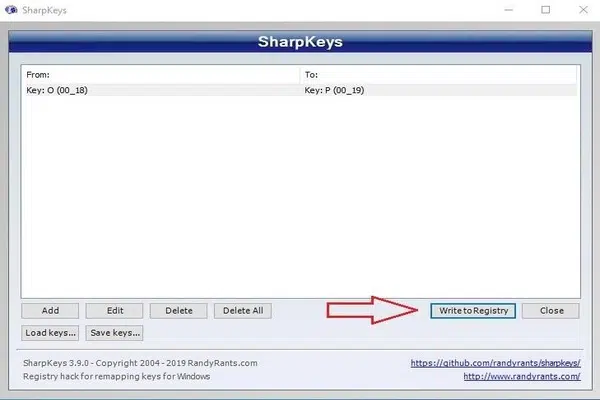 SharpKeys
SharpKeys
From: To:
Key: O (00_18) Key: P (00_19)
Add Edit Delete Delete All Write to Registry Close
Load keys... Save keys...
SharpKeys 3.9.0 - Copyright 2004 - 2019 RandyRants.com https://github.com/randyrants/sharpkeys/
Registry hack for remapping keys for Windows http://www.randyrants.com/